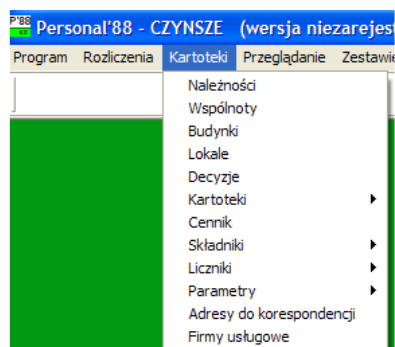 P'88 Personal'88 - CZYNSZE (wersja niezarejest
cz
Program Rozliczenia Kartoteki Przeglądanie Zestawie
Należności
Wspólnoty
Budynki
Lokale
Decyzje
Kartoteki
Cennik
Składniki
Liczniki
Parametry
Adresy do korespondencji
Firmy usługowe